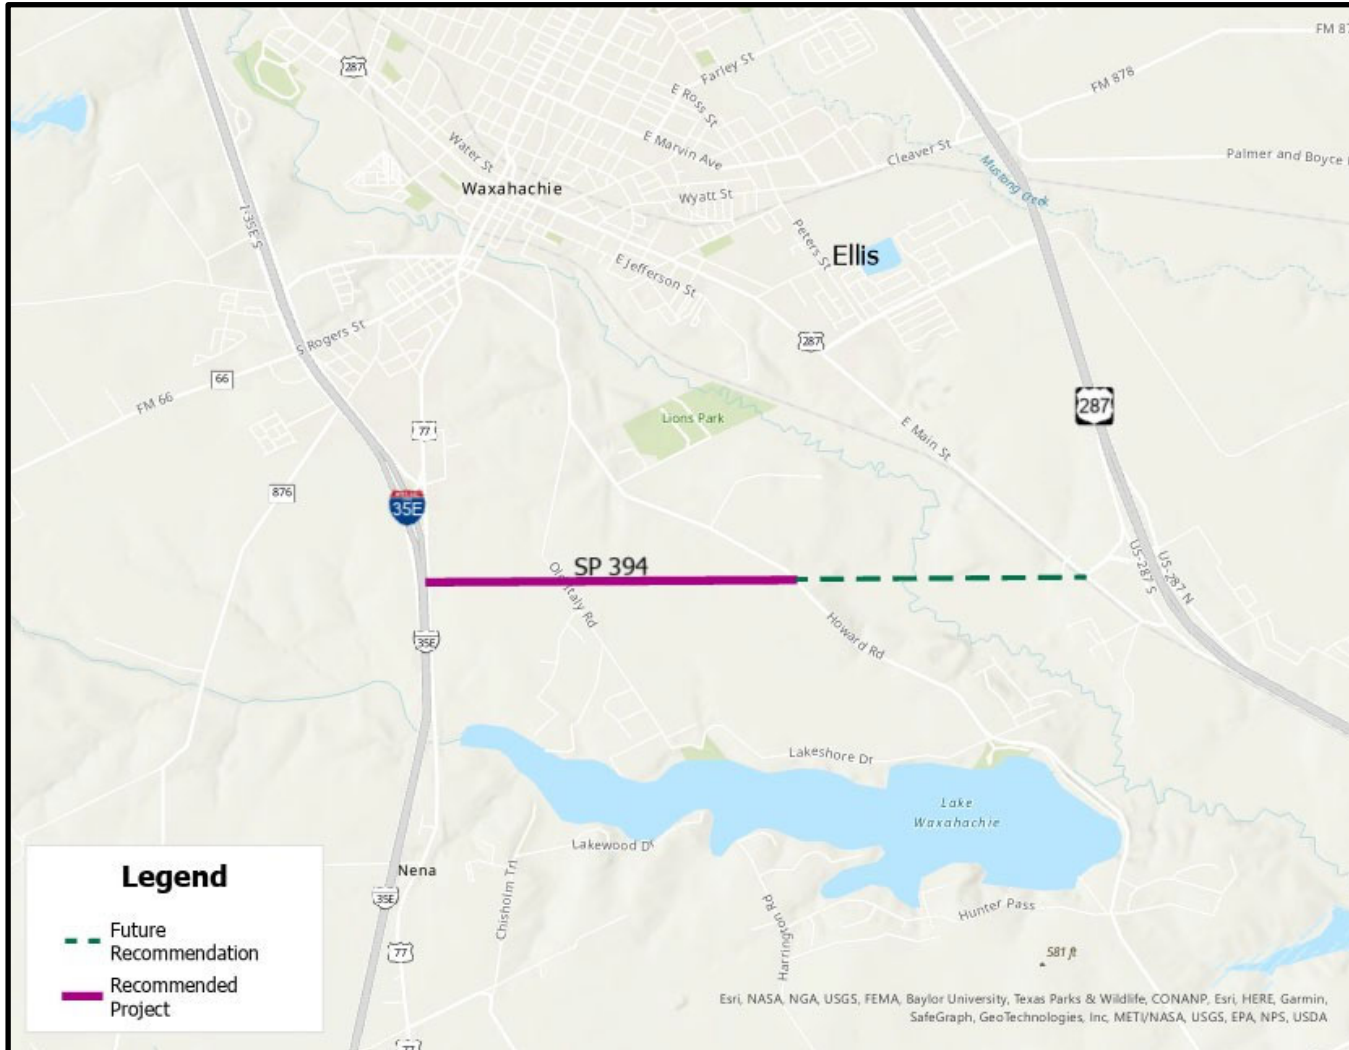 FM 87
287
Farley St
FM 878
E Ross St
Water St
E Marvin Ave
Cleaver St
Palmer and Boyce
Mustang Creek
Waxahachie
Wyatt St
I-35E S
Peters St
Ellis
E Jefferson St
S Rogers St
287
66
FM 66
287
Lions Park
77
E Main St
876
35E
SP 394
Old Italy Rd
US-287 S
US-287 N
Howard Rd
35E
Lakeshore Dr
Lake
Waxahachie
Lakewood Dr
Nena
Chisholm Trl
35E
Harrington Rd
Hunter Pass
77
581 ft
77
Legend
Future
Recommendation
Recommended
Project
Esri, NASA, NGA, USGS, FEMA, Baylor University, Texas Parks & Wildlife, CONANP, Esri, HERE, Garmin,
SafeGraph, GeoTechnologies, Inc, METI/NASA, USGS, EPA, NPS, USDA